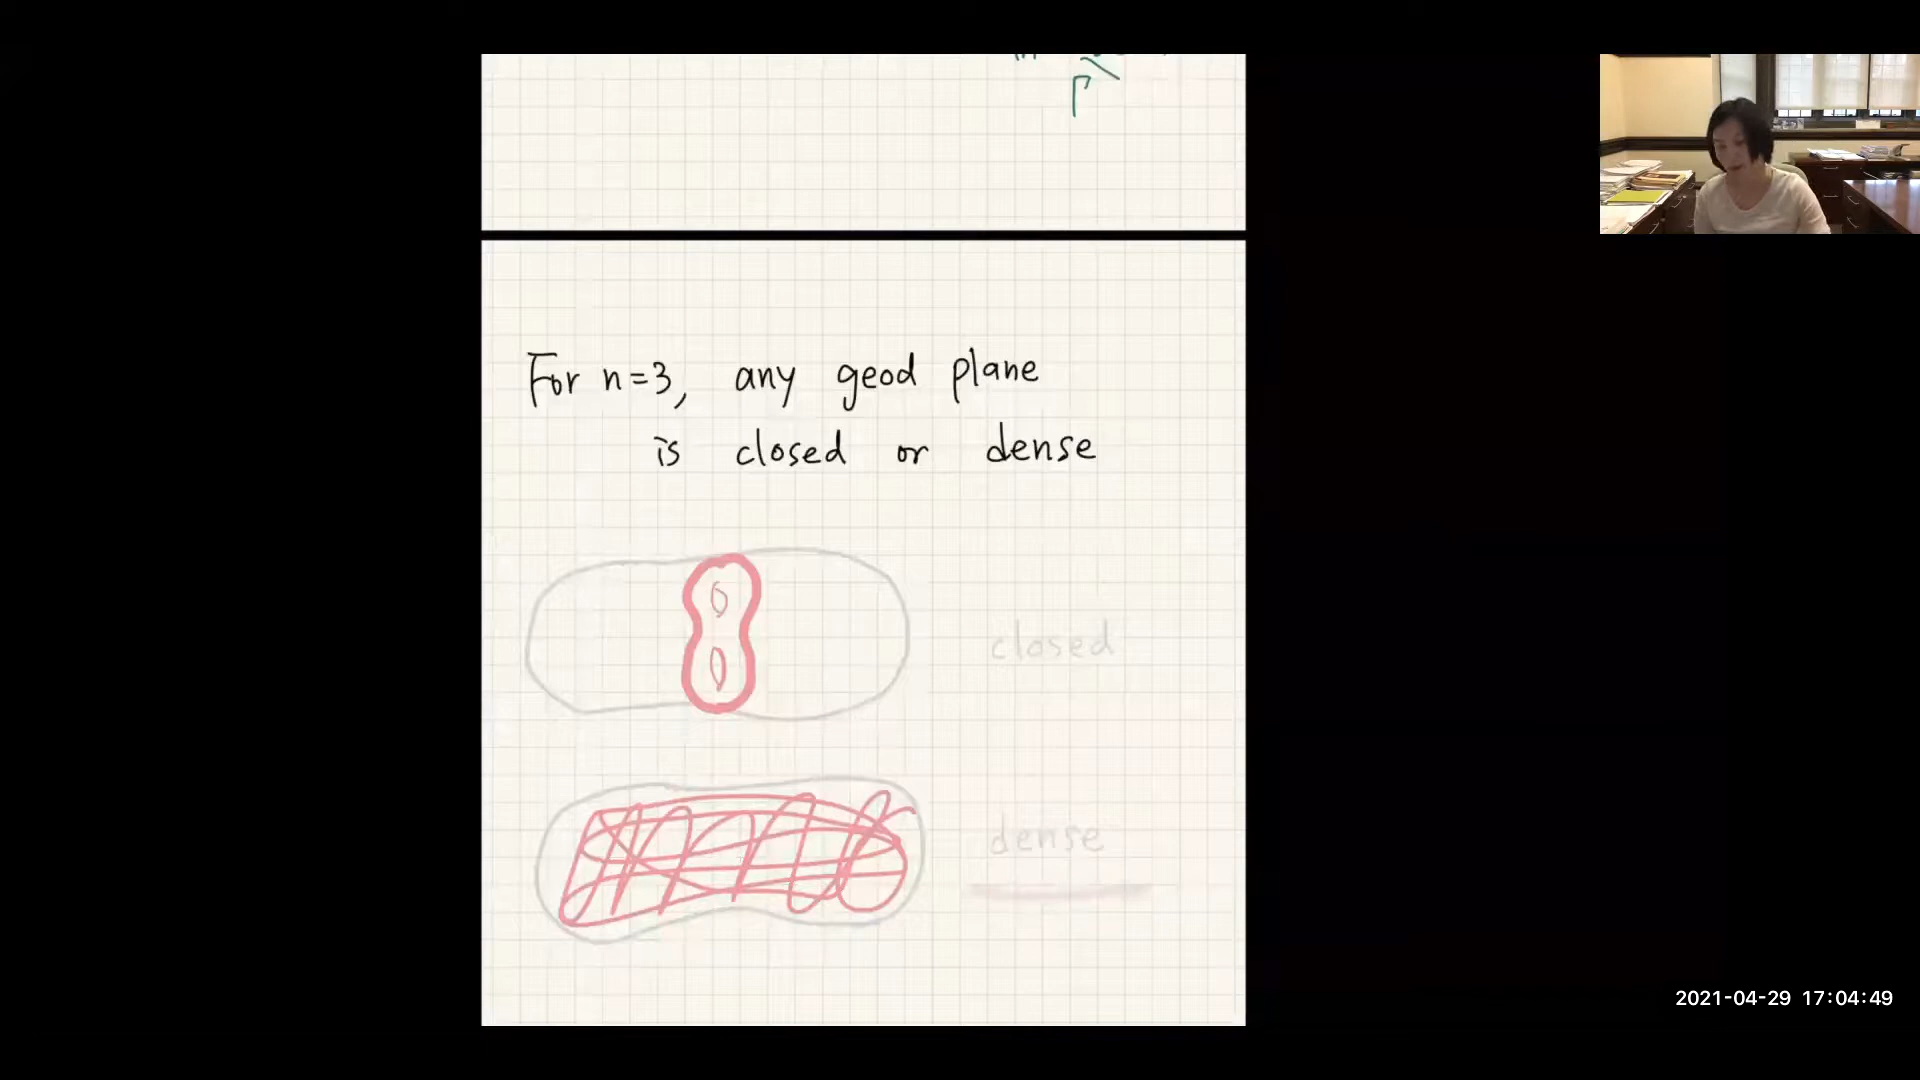 For n=3, any geod plane
is closed or dense
closed
dense
2021-04-29 17:04:49